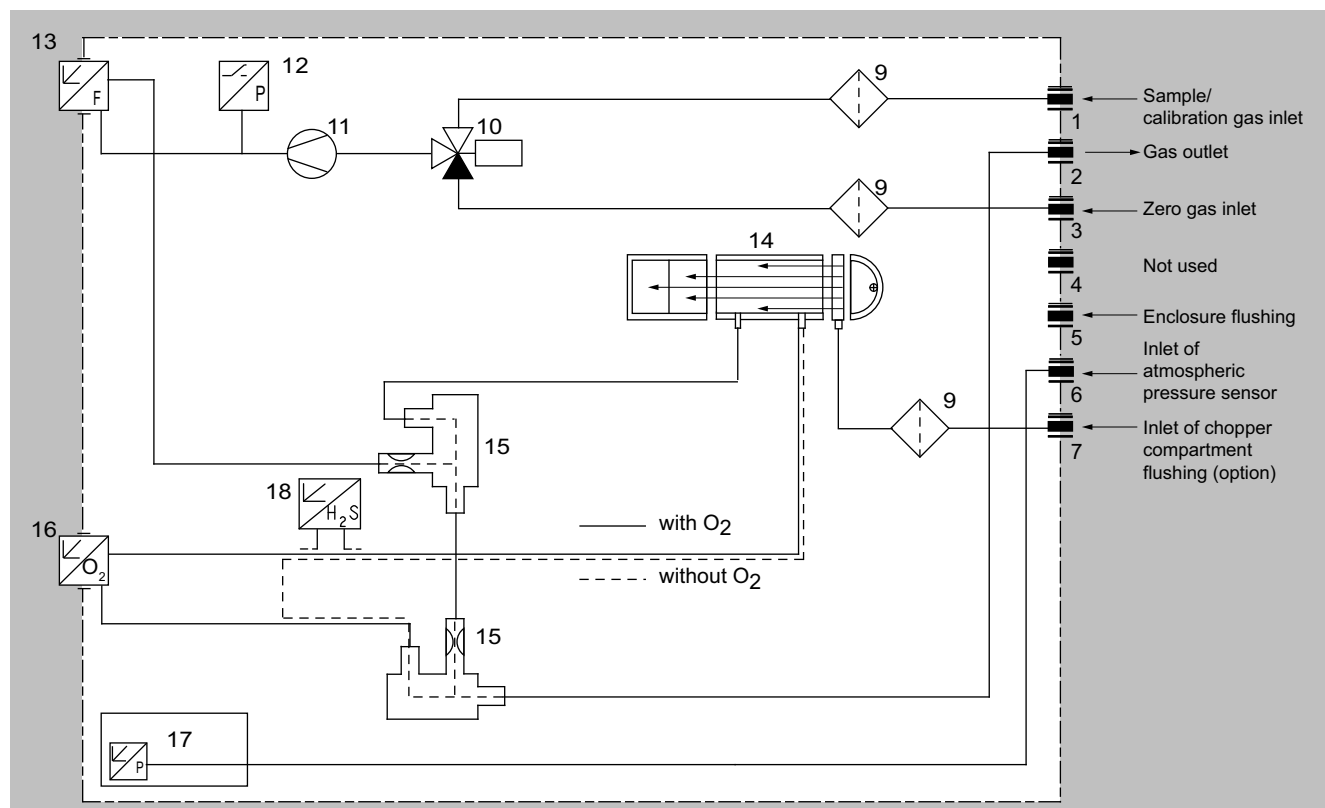 13
F
12
P
11
10
9
1
Sample/
calibration gas inlet
2
Gas outlet
9
3
Zero gas inlet
14
4
Not used
5
Enclosure flushing
6
Inlet of
atmospheric
pressure sensor
9
7
Inlet of chopper
compartment
flushing (option)
15
18
H2S
with O2
16
O2
without O2
15
17
P